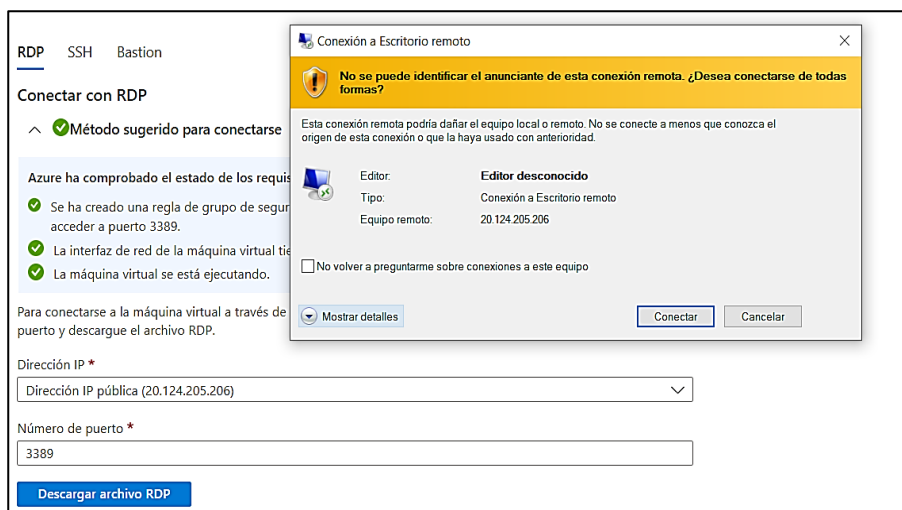 RDP SSH Bastion
Conectar con RDP
Método sugerido para conectarse
Azure ha comprobado el estado de los
Se ha creado una regla de grupo de
acceder a puerto 3389.
La interfaz de red de la máquina virtual
La máquina virtual se está ejecutando.
Para conectarse a la máquina virtual a través de
puerto y descargue el archivo RDP.
Dirección IP *
Dirección IP pública (20.124.205.206)
Número de puerto *
3389
Descargar archivo RDP
Conexión a Escritorio remoto
No se puede identificar el anunciante de esta conexión remota. ¿Desea conectarse de todas
formas?
Esta conexión remota podría dañar el equipo local o remoto. No se conecte a menos que conozca el
origen de esta conexión o que la haya usado con anterioridad.
Editor: Editor desconocido
Tipo: Conexión a Escritorio remoto
Equipo remoto: 20.124.205.206
No volver a preguntarme sobre conexiones a este equipo
Mostrar detalles Conectar Cancelar